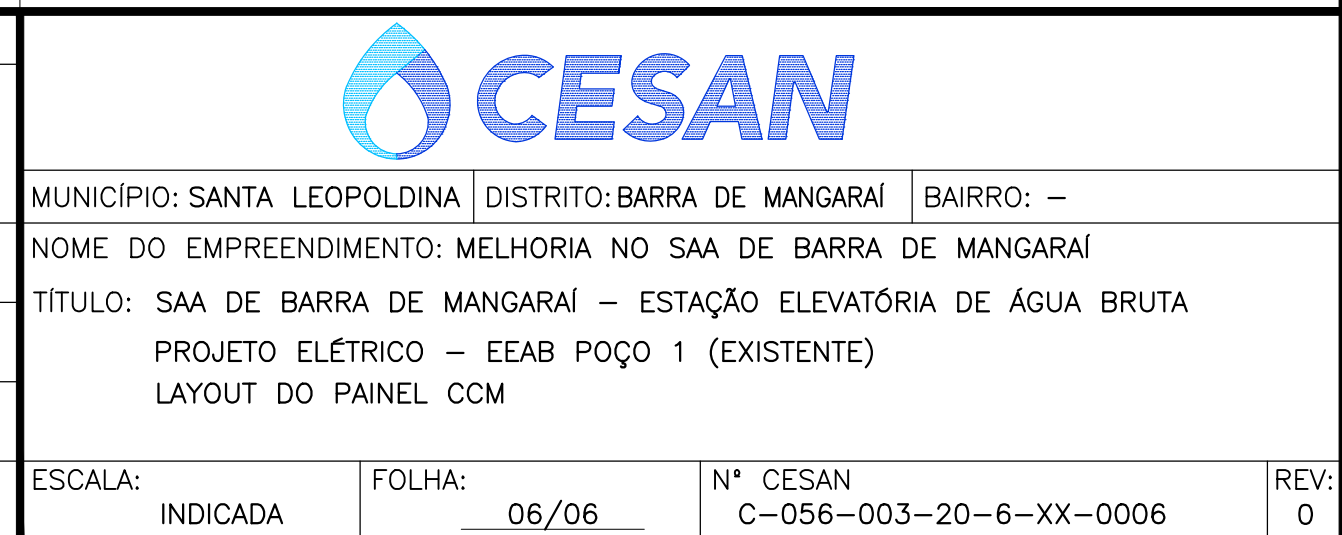 CESAN
MUNICÍPIO: SANTA LEOPOLDINA DISTRITO: BARRA DE MANGARAÍ BAIRRO: –
NOME DO EMPREENDIMENTO: MELHORIA NO SAA DE BARRA DE MANGARAÍ
TÍTULO: SAA DE BARRA DE MANGARAÍ – ESTAÇÃO ELEVATÓRIA DE ÁGUA BRUTA
PROJETO ELÉTRICO – EEAB POÇO 1 (EXISTENTE)
LAYOUT DO PAINEL CCM
ESCALA: FOLHA: Nº CESAN REV:
INDICADA 06/06 C-056-003-20-6-XX-0006 0